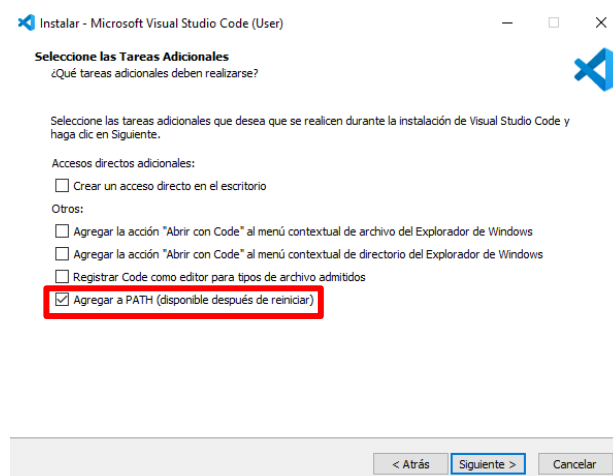 Instalar - Microsoft Visual Studio Code (User)
Seleccione las Tareas Adicionales
¿Qué tareas adicionales deben realizarse?
Seleccione las tareas adicionales que desea que se realicen durante la instalación de Visual Studio Code y
haga clic en Siguiente.
Accesos directos adicionales:
Crear un acceso directo en el escritorio
Otros:
Agregar la acción "Abrir con Code" al menú contextual de archivo del Explorador de Windows
Agregar la acción "Abrir con Code" al menú contextual de directorio del Explorador de Windows
Registrar Code como editor para tipos de archivo admitidos
Agregar a PATH (disponible después de reiniciar)
< Atrás Siguiente > Cancelar